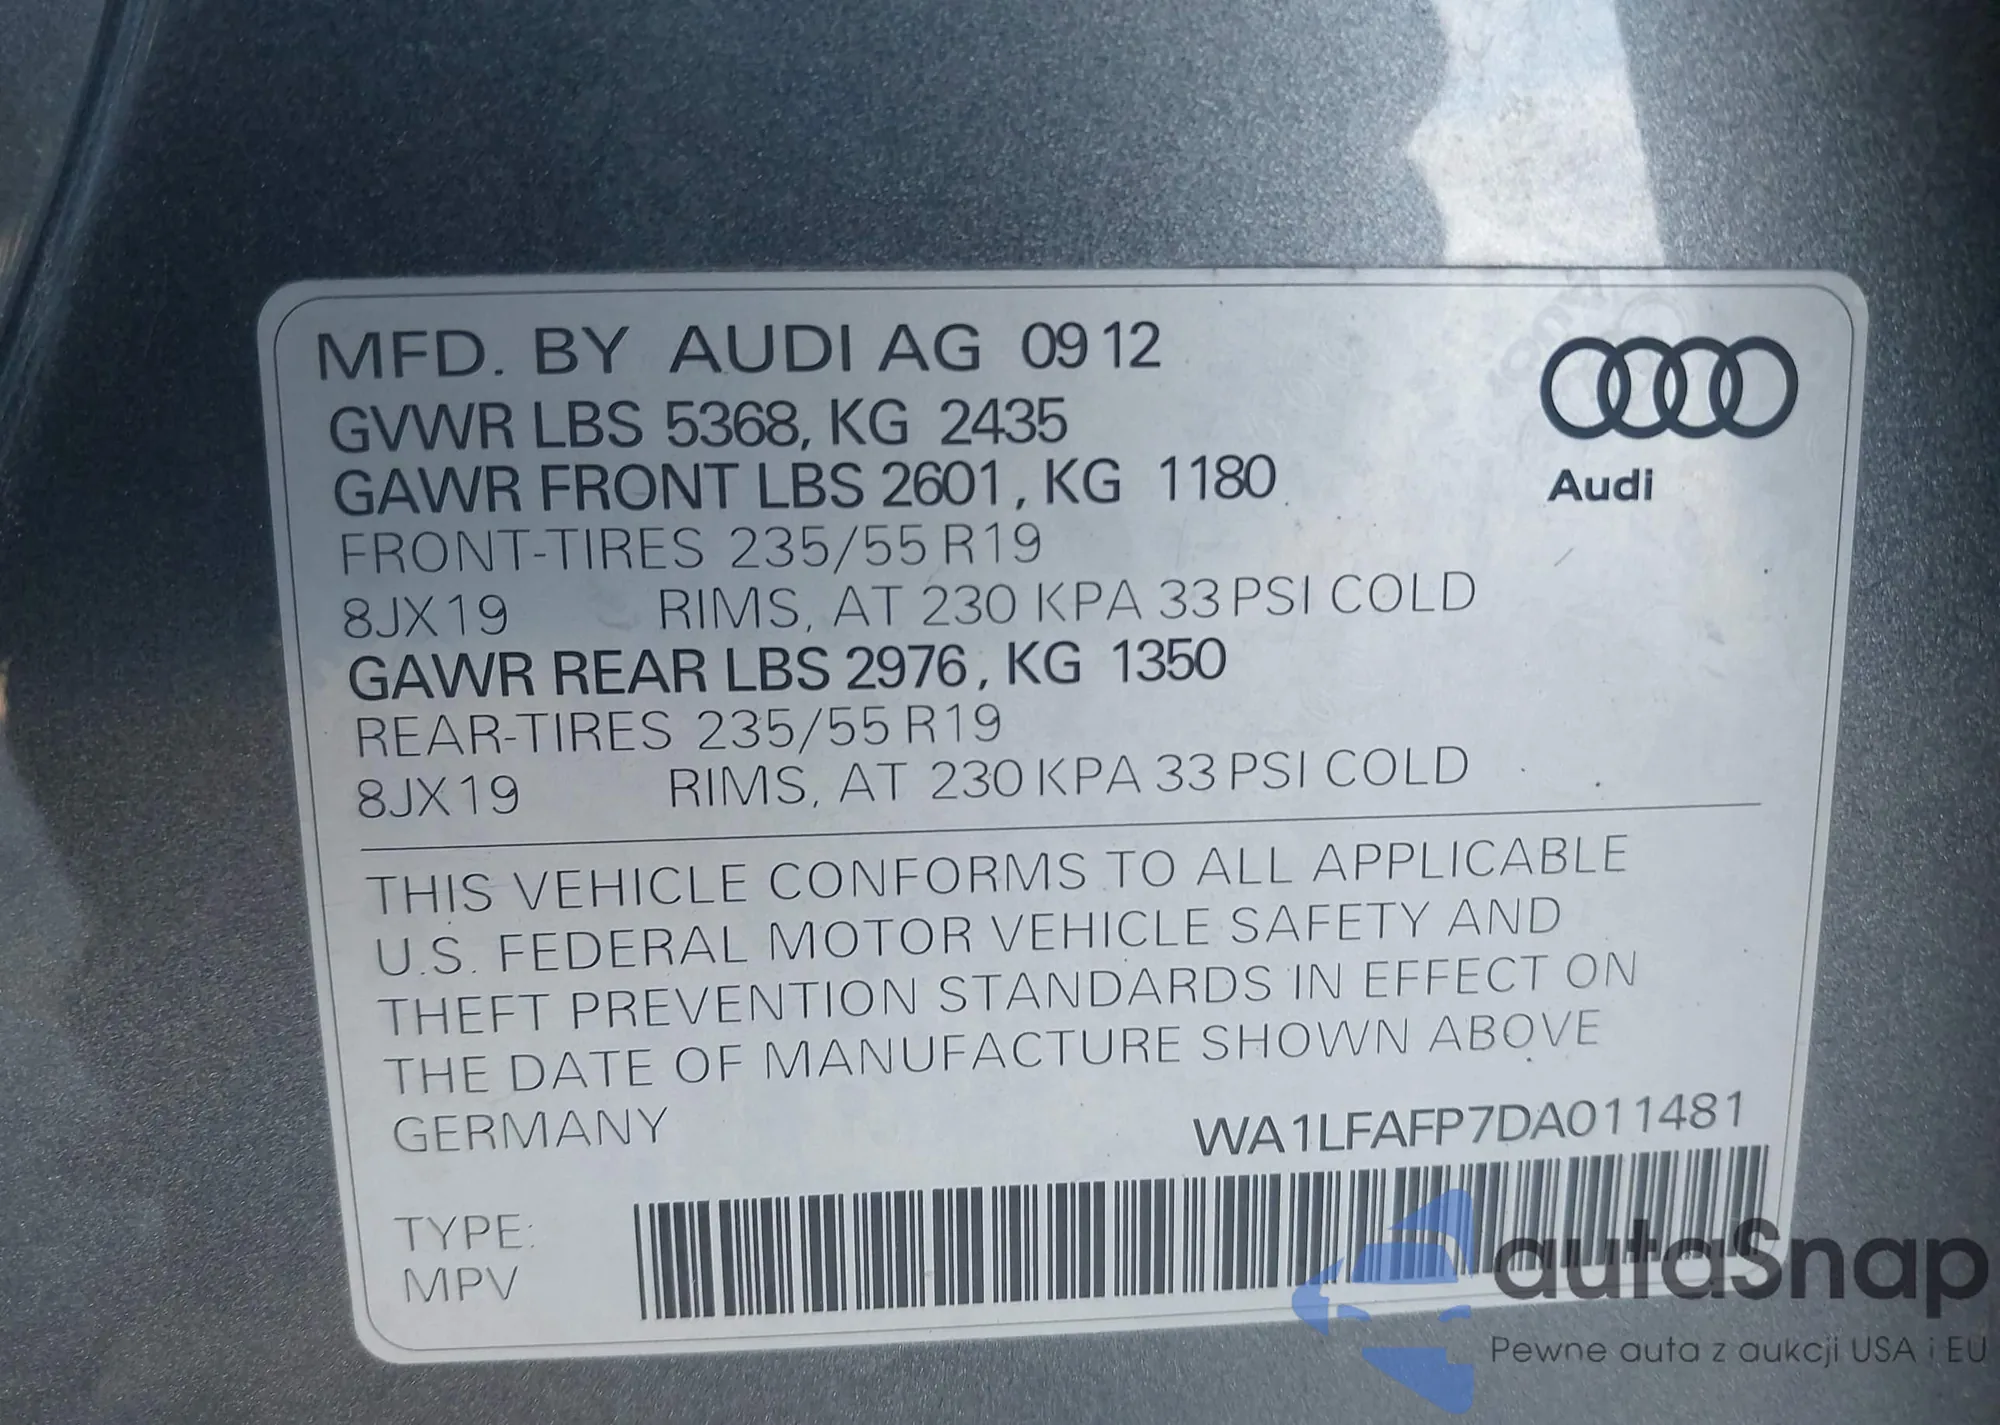 MFD. BY AUDI AG 09 12
GVWR LBS 5368, KG 2435
GAWR FRONT LBS 2601, KG 1180
FRONT-TIRES 235/55 R19
8JX19 RIMS, AT 230 KPA 33 PSI COLD
GAWR REAR LBS 2976, KG 1350
REAR-TIRES 235/55 R19
8JX19 RIMS, AT 230 KPA 33 PSI COLD
Audi
THIS VEHICLE CONFORMS TO ALL APPLICABLE
U.S. FEDERAL MOTOR VEHICLE SAFETY AND
THEFT PREVENTION STANDARDS IN EFFECT ON
THE DATE OF MANUFACTURE SHOWN ABOVE
GERMANY WA1LFAFP7DA011481
TYPE:
MPV
autaSnap
Pewne auta z aukcji USA i EU